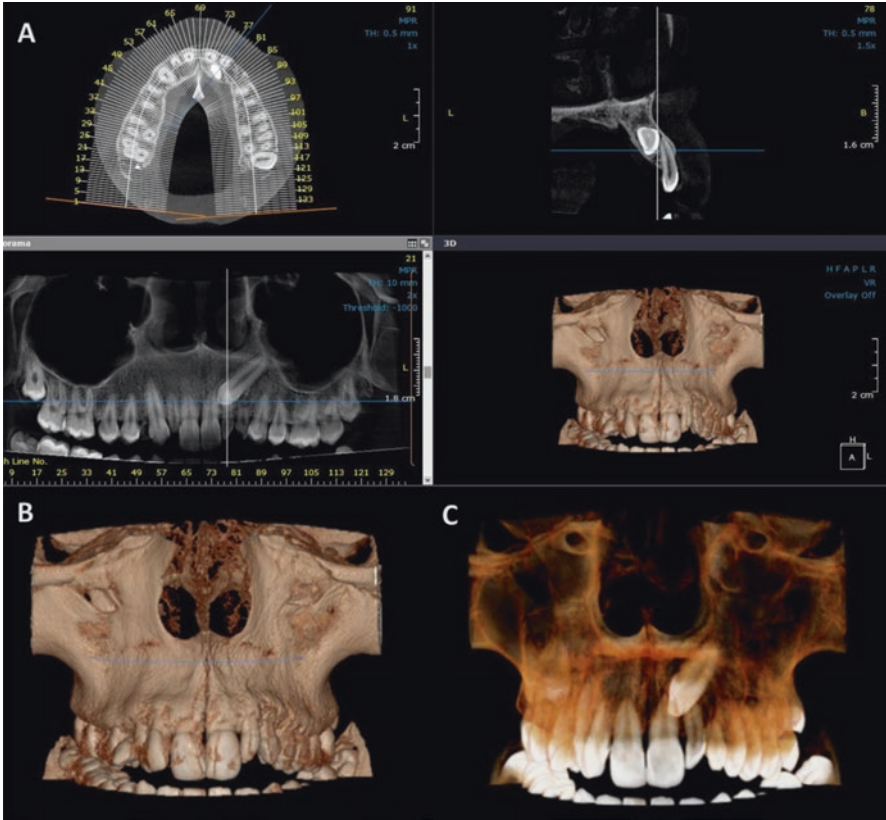 A
91
MPR
TH: 0.5 mm
1x
L
2 cm
69
65
61
57
53
49
45
41
37
33
29
25
21
17
13
9
5
1
73
77
81
85
89
93
97
101
105
109
113
117
121
125
129
133
78
MPR
TH: 0.5 mm
1.5x
L
B
1.6 cm
orama
21
MPR
TH: 10 mm
2x
Threshold: -1000
L
1.8 cm
h Line No.
9 17 25 33 41 49 57 65 73 81 89 97 105 113 121 129
3D
H F A P L R
VR
Overlay Off
L
2 cm
H
A L
B
C